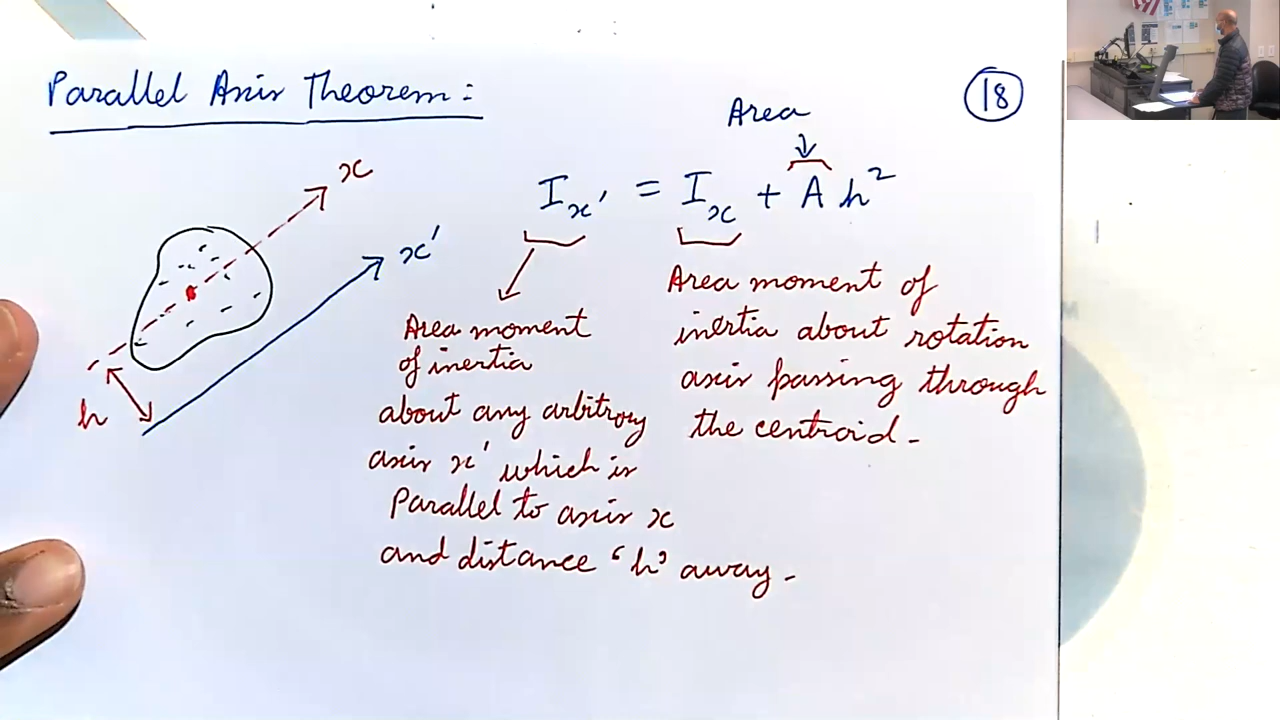 Parallel Axis Theorem:
18
Area
I_x' = I_x + A h²
x
x'
h
Area moment
of inertia
about any arbitrary
axis x' which is
Parallel to axis x
and distance 'h' away.
Area moment of
inertia about rotation
axis passing through
the centroid.